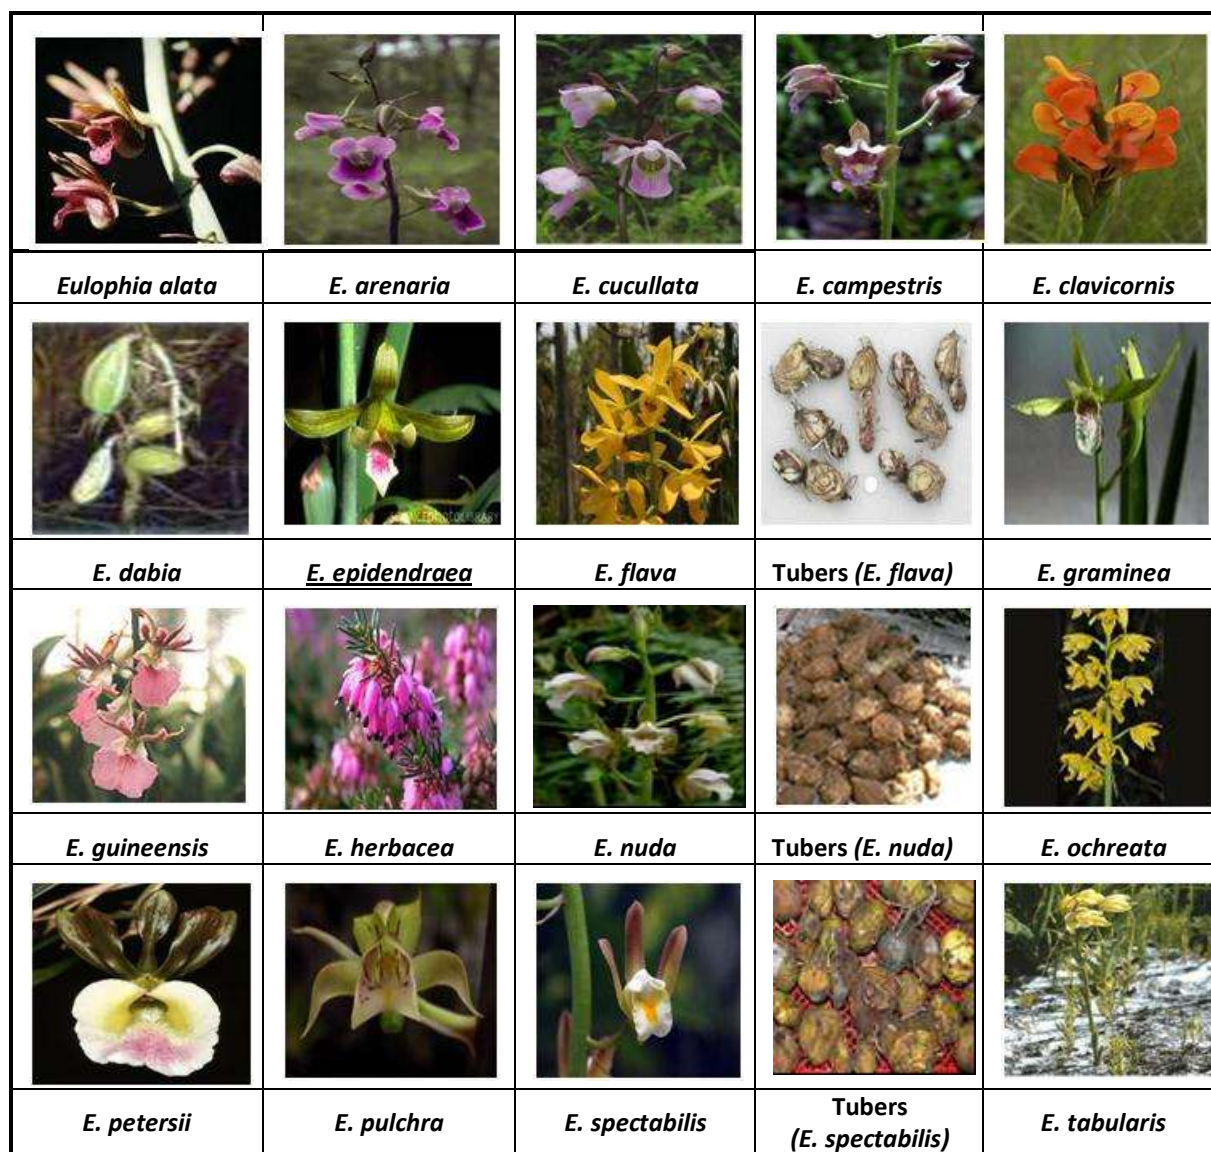 Eulophia alata
E. arenaria
E. cucullata
E. campestris
E. clavicornis
E. dabia
E. epidendraea
E. flava
Tubers (E. flava)
E. graminea
E. guineensis
E. herbacea
E. nuda
Tubers (E. nuda)
E. ochreata
E. petersii
E. pulchra
E. spectabilis
Tubers
(E. spectabilis)
E. tabularis